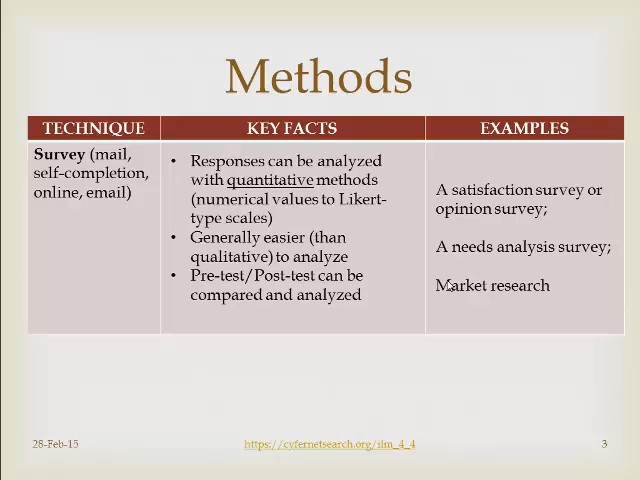 Methods
TECHNIQUE
KEY FACTS
EXAMPLES
Survey (mail,
self-completion,
online, email)
• Responses can be analyzed
with quantitative methods
(numerical values to Likert-
type scales)
• Generally easier (than
qualitative) to analyze
• Pre-test/Post-test can be
compared and analyzed
A satisfaction survey or
opinion survey;
A needs analysis survey;
Market research
28-Feb-15
https://cyfernetsearch.org/ilm_4_4
3